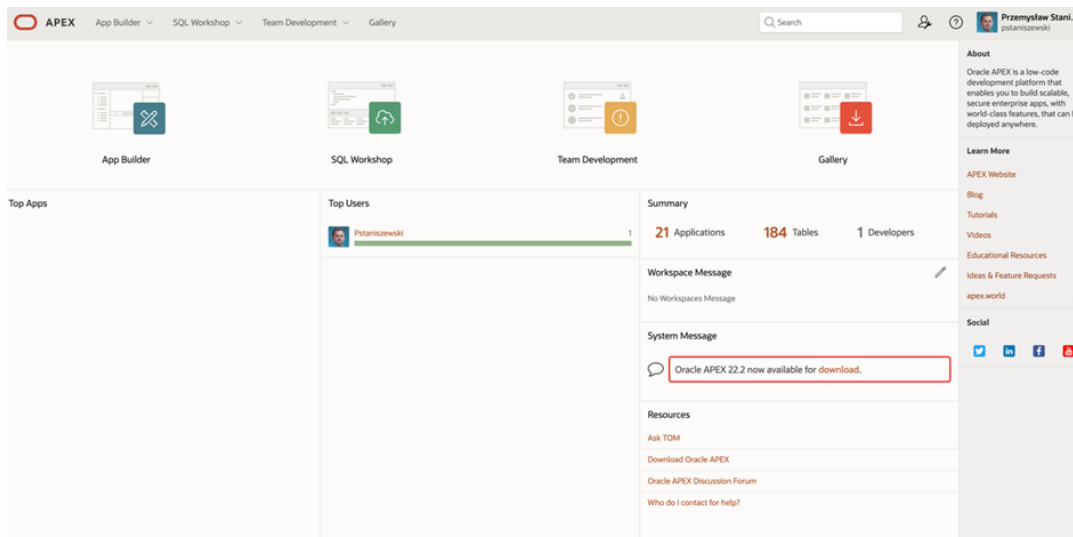 APEX
App Builder
SQL Workshop
Team Development
Gallery
Search
Przemysław Stani.
pstaniszewski
App Builder
SQL Workshop
Team Development
Gallery
Top Apps
Top Users
Pstaniszewski
1
Summary
21 Applications
184 Tables
1 Developers
Workspace Message
No Workspaces Message
System Message
Oracle APEX 22.2 now available for download.
Resources
Ask TOM
Download Oracle APEX
Oracle APEX Discussion Forum
Who do I contact for help?
About
Oracle APEX is a low-code
development platform that
enables you to build scalable,
secure enterprise apps, with
world-class features, that can
deployed anywhere.
Learn More
APEX Website
Blog
Tutorials
Videos
Educational Resources
Ideas & Feature Requests
apex.world
Social